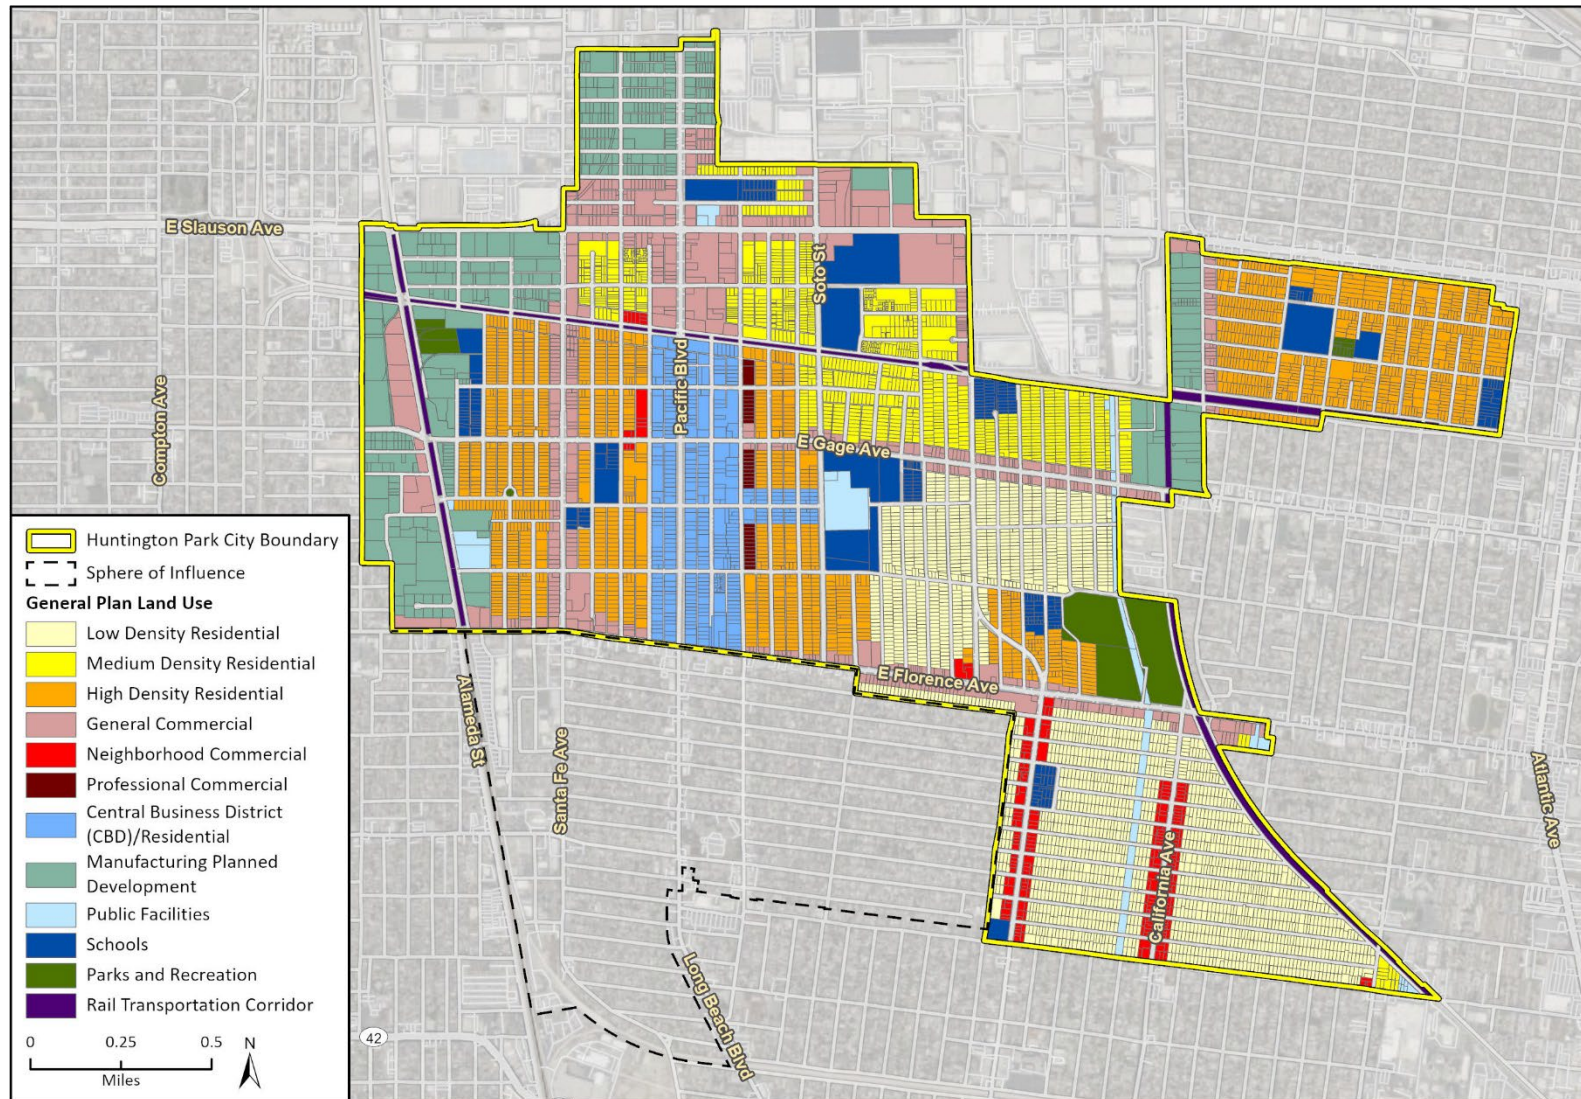 E Slauson Ave
Soto St
Pacific Blvd
Compton Ave
E Gage Ave
E Florence Ave
Alameda St
Santa Fe Ave
Atlantic Ave
California Ave
Long Beach Blvd
42
Huntington Park City Boundary
Sphere of Influence
General Plan Land Use
Low Density Residential
Medium Density Residential
High Density Residential
General Commercial
Neighborhood Commercial
Professional Commercial
Central Business District
(CBD)/Residential
Manufacturing Planned
Development
Public Facilities
Schools
Parks and Recreation
Rail Transportation Corridor
0 0.25 0.5
Miles
N